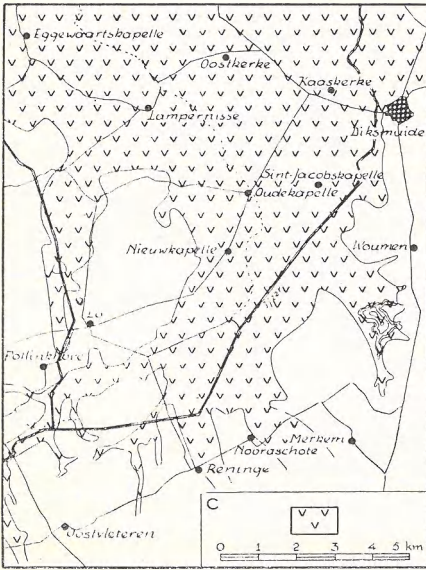 Eggewaartskapelle
Oostkerke
Kaaskerke
Lampernisse
Diksmuide
Sint-Jacobskapelle
Oudekapelle
Nieuwkapelle
Woumen
Lo
Pollinkhove
Noordschote
Merkem
Reninge
Oostvleteren
C
0 1 2 3 4 5 km